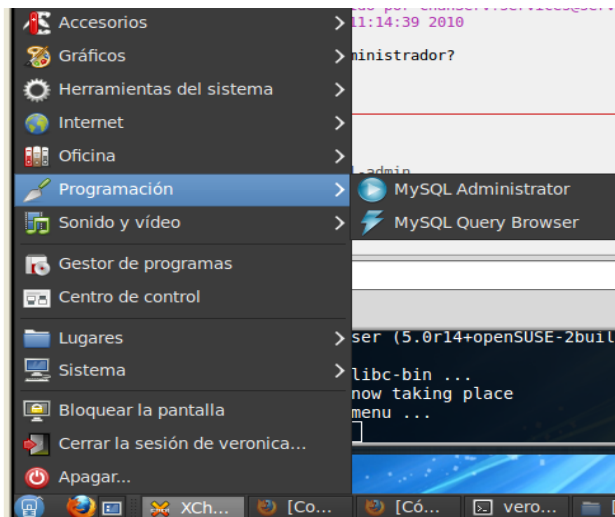 11:14:39 2010
ministrador?
Accesorios
Gráficos
Herramientas del sistema
Internet
Oficina
Programación
Sonido y vídeo
Gestor de programas
Centro de control
Lugares
Sistema
Bloquear la pantalla
Cerrar la sesión de veronica...
Apagar...
MySQL Administrator
MySQL Query Browser
ser (5.0r14+openSUSE-2buil
libc-bin ...
now taking place
menu ...
XCh...
[Co...
[Có...
vero...